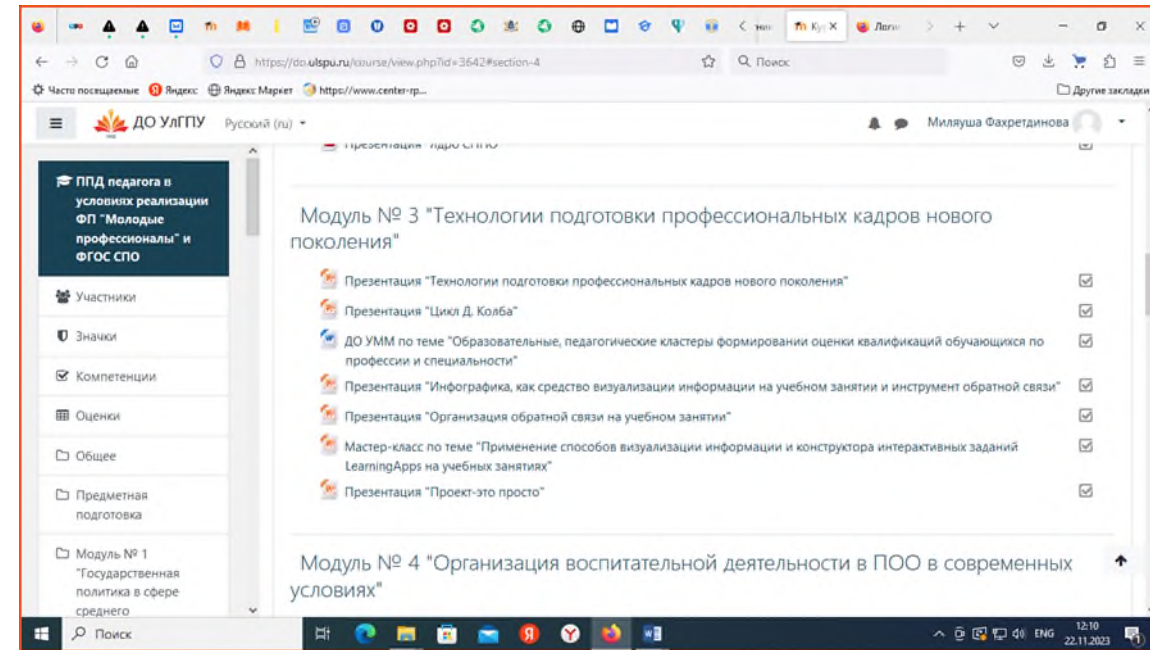 Ку
Логи
https://do.ulspu.ru/course/view.php?id=3642#section-4
Поиск
Часто посещаемые
Яндекс
Яндекс Маркет
https://www.center-rp...
Другие закладки
ДО УлГПУ
Русский (ru)
Миляуша Фахретдинова
Презентация "Ядро СППО"
ППД педагога в
условиях реализации
ФП "Молодые
профессионалы" и
ФГОС СПО
Участники
Значки
Компетенции
Оценки
Общее
Предметная
подготовка
Модуль № 1
"Государственная
политика в сфере
среднего
Модуль № 3 "Технологии подготовки профессиональных кадров нового
поколения"
Презентация "Технологии подготовки профессиональных кадров нового поколения"
Презентация "Цикл Д. Колба"
ДО УММ по теме "Образовательные, педагогические кластеры формировании оценки квалификаций обучающихся по
профессии и специальности"
Презентация "Инфографика, как средство визуализации информации на учебном занятии и инструмент обратной связи"
Презентация "Организация обратной связи на учебном занятии"
Мастер-класс по теме "Применение способов визуализации информации и конструктора интерактивных заданий
LearningApps на учебных занятиях"
Презентация "Проект-это просто"
Модуль № 4 "Организация воспитательной деятельности в ПОО в современных
условиях"
Поиск
ENG
12:10
22.11.2023